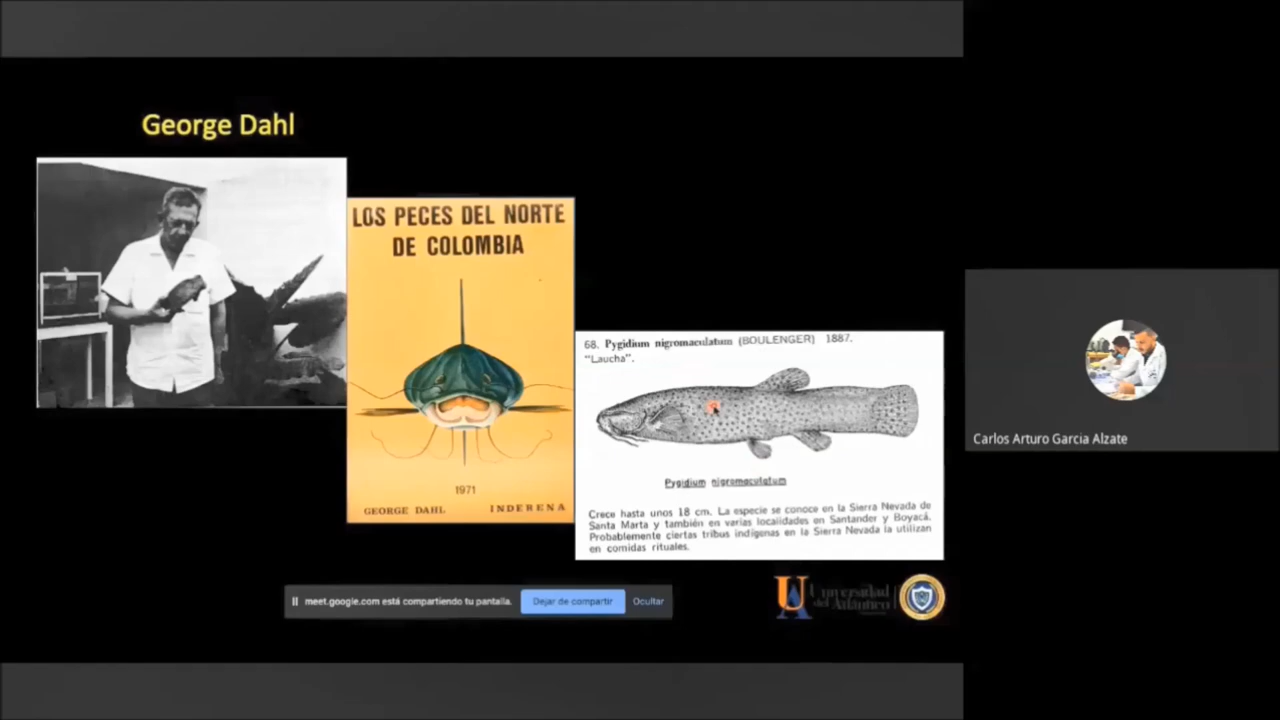 George Dahl
LOS PECES DEL NORTE
DE COLOMBIA
1971
GEORGE DAHL INDERENA
68. Pygidium nigromaculatum (BOULENGER) 1887.
"Laucha".
Pygidium nigromaculatum
Crece hasta unos 18 cm. La especie se conoce en la Sierra Nevada de
Santa Marta y también en varias localidades en Santander y Boyacá.
Probablemente ciertas tribus indígenas en la Sierra Nevada la utilizan
en comidas rituales.
meet.google.com está compartiendo tu pantalla. Dejar de compartir Ocultar
Universidad
del Atlántico
Carlos Arturo Garcia Alzate